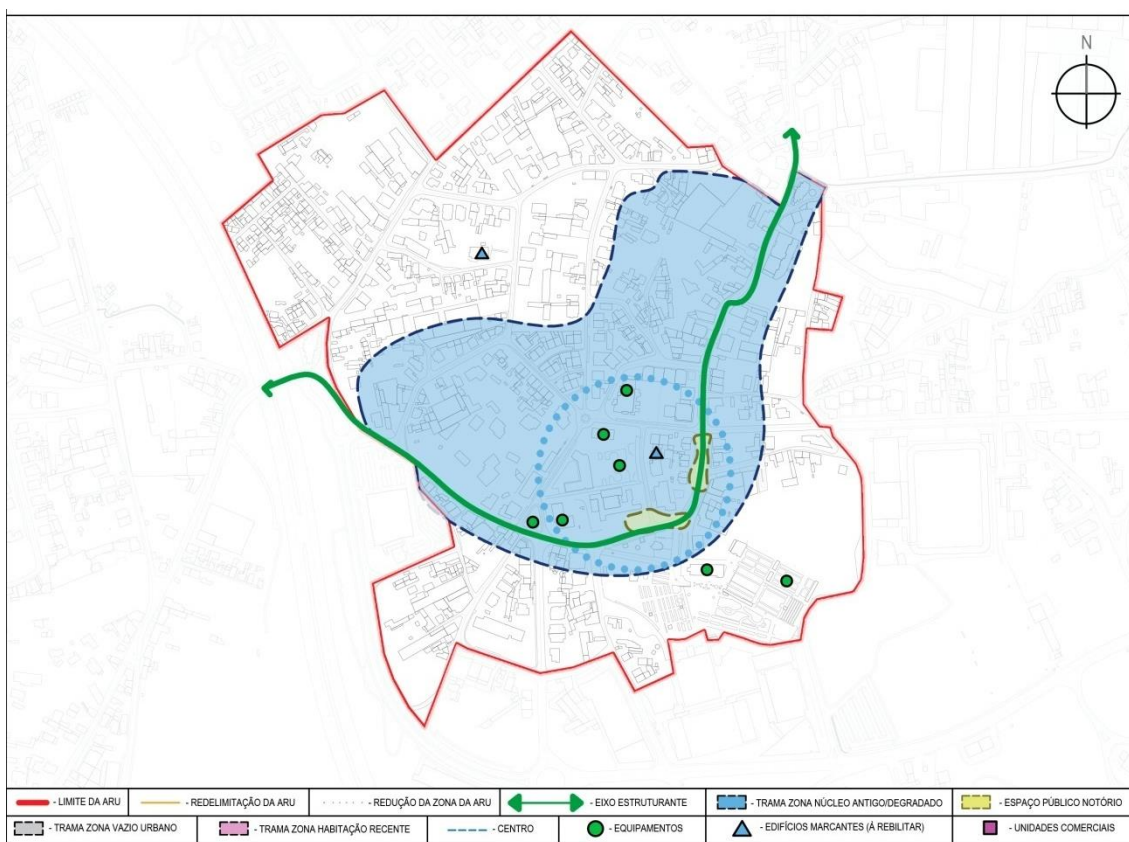 N
- LIMITE DA ARU - REDELIMITAÇÃO DA ARU - REDUÇÃO DA ZONA DA ARU - EIXO ESTRUTURANTE - TRAMA ZONA NÚCLEO ANTIGO/DEGRADADO - ESPAÇO PÚBLICO NOTÓRIO
- TRAMA ZONA VAZIO URBANO - TRAMA ZONA HABITAÇÃO RECENTE - CENTRO - EQUIPAMENTOS - EDIFÍCIOS MARCANTES (Á REBILITAR) - UNIDADES COMERCIAIS